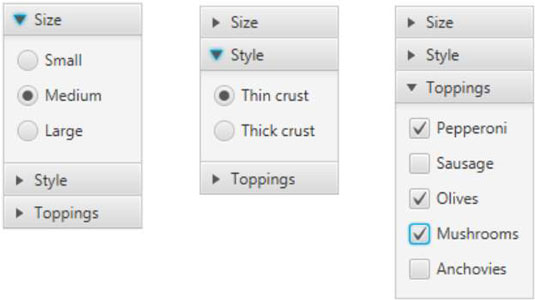 Size
Small
Medium
Large
Style
Toppings
Size
Style
Thin crust
Thick crust
Toppings
Size
Style
Toppings
Pepperoni
Sausage
Olives
Mushrooms
Anchovies